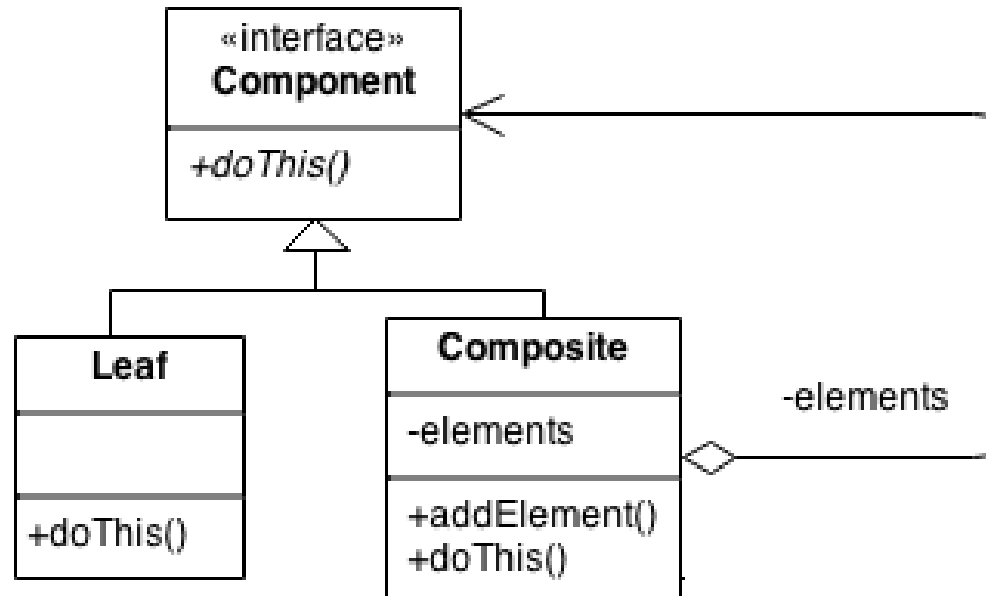 «interface»
Component
+doThis()
Leaf
+doThis()
Composite
-elements
+addElement()
+doThis()
-elements